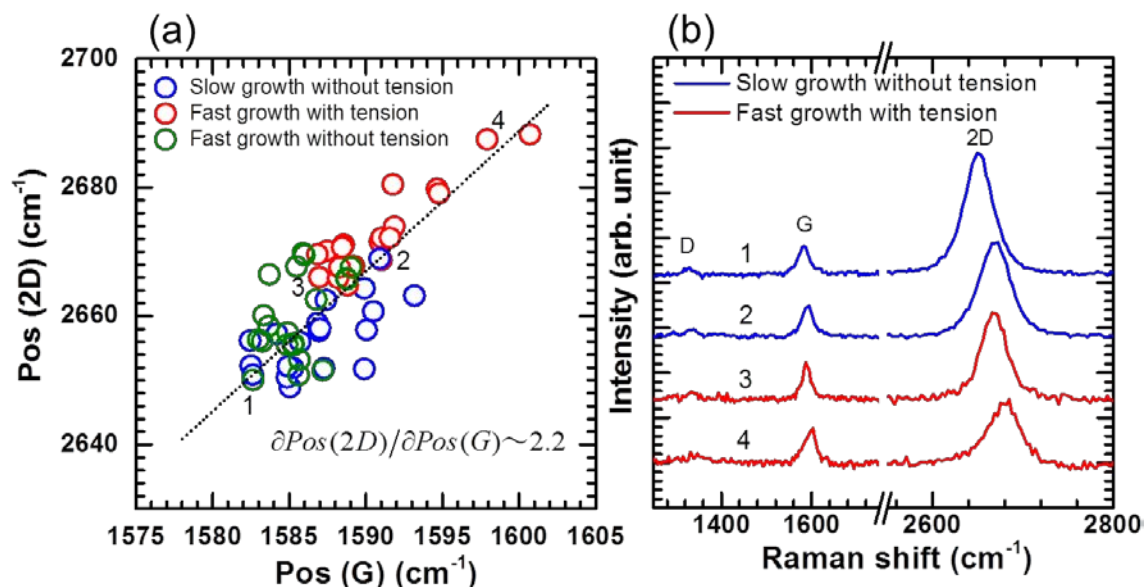 (a)
2700
2680
2660
2640
Pos (2D) (cm⁻¹)
Slow growth without tension
Fast growth with tension
Fast growth without tension
4
2
3
1
∂Pos(2D)/∂Pos(G)~2.2
1575 1580 1585 1590 1595 1600 1605
Pos (G) (cm⁻¹)
(b)
Intensity (arb. unit)
Slow growth without tension
Fast growth with tension
2D
G
D
1
2
3
4
1400 1600 2600 2800
Raman shift (cm⁻¹)